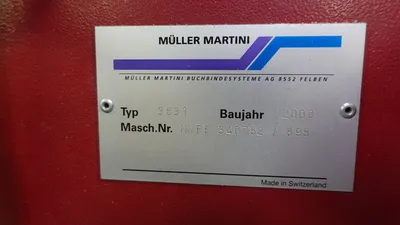 MÜLLER MARTINI
MÜLLER MARTINI BUCHBINDESYSTEME AG 8552 FELBEN
Typ Baujahr
Masch.Nr.
Made in Switzerland